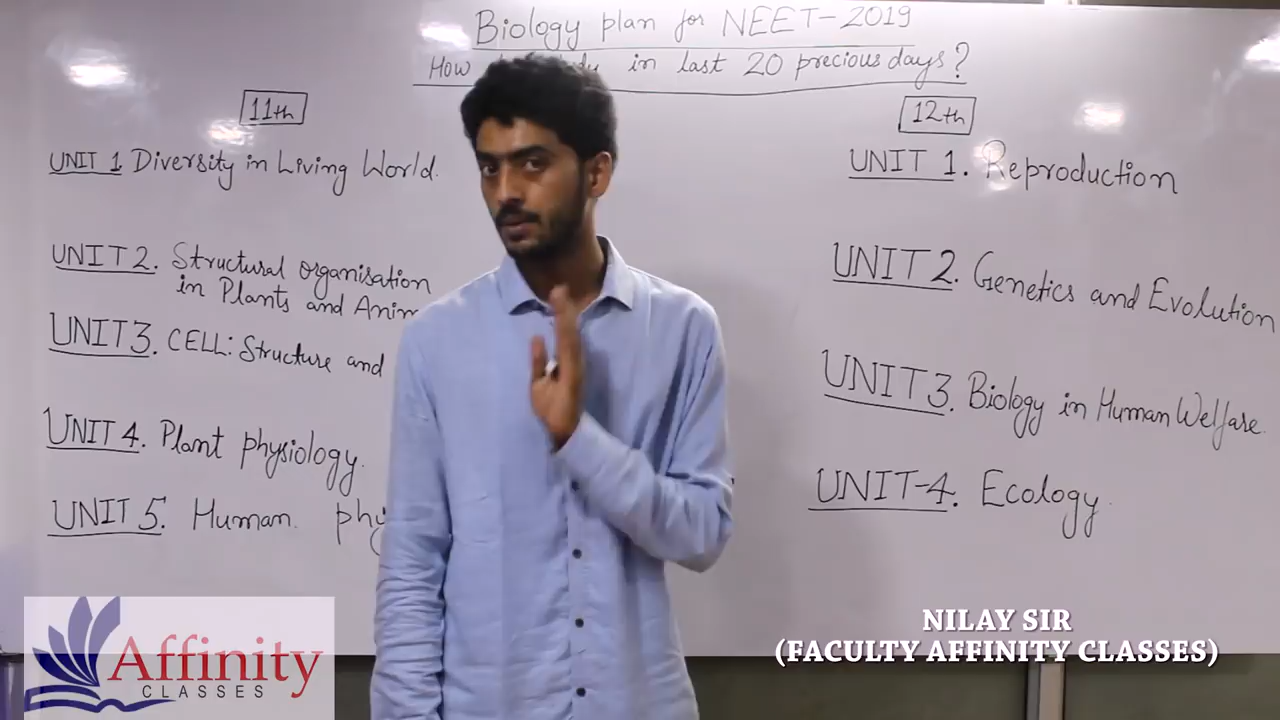 Biology plan for NEET-2019
How in last 20 precious days?
11th
UNIT 1 Diversity in Living World.
UNIT 2. Structural organisation
in Plants and
UNIT 3. CELL: Structure and
UNIT 4. Plant physiology.
UNIT 5. Human
12th
UNIT 1. Reproduction
UNIT 2. Genetics and Evolution
UNIT 3. Biology in Human Welfare.
UNIT-4. Ecology.
Affinity
CLASSES
NILAY SIR
(FACULTY AFFINITY CLASSES)